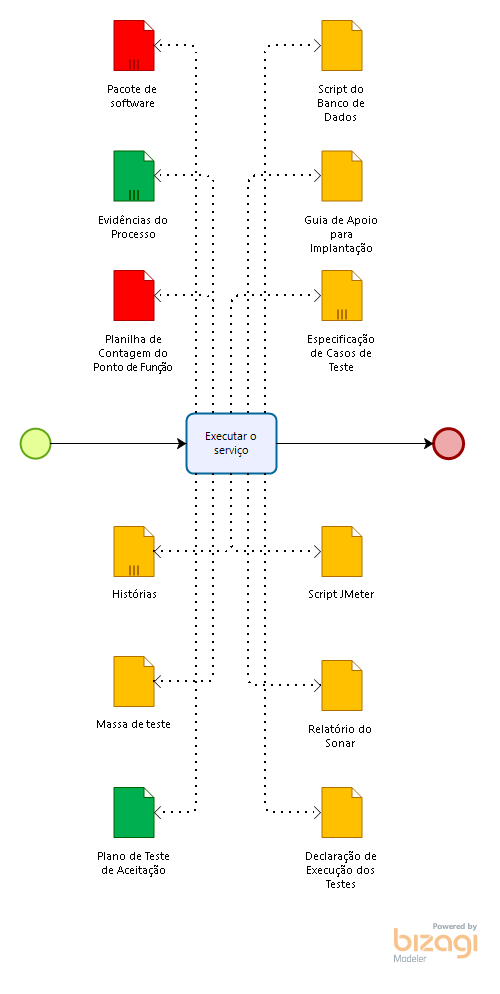 Pacote de
software
Script do
Banco de
Dados
Evidências do
Processo
Guia de Apoio
para
Implantação
Planilha de
Contagem do
Ponto de Função
Especificação
de Casos de
Teste
Executar o
serviço
Histórias
Script JMeter
Massa de teste
Relatório do
Sonar
Plano de Teste
de Aceitação
Declaração de
Execução dos
Testes
Powered by
bizagi
Modeler